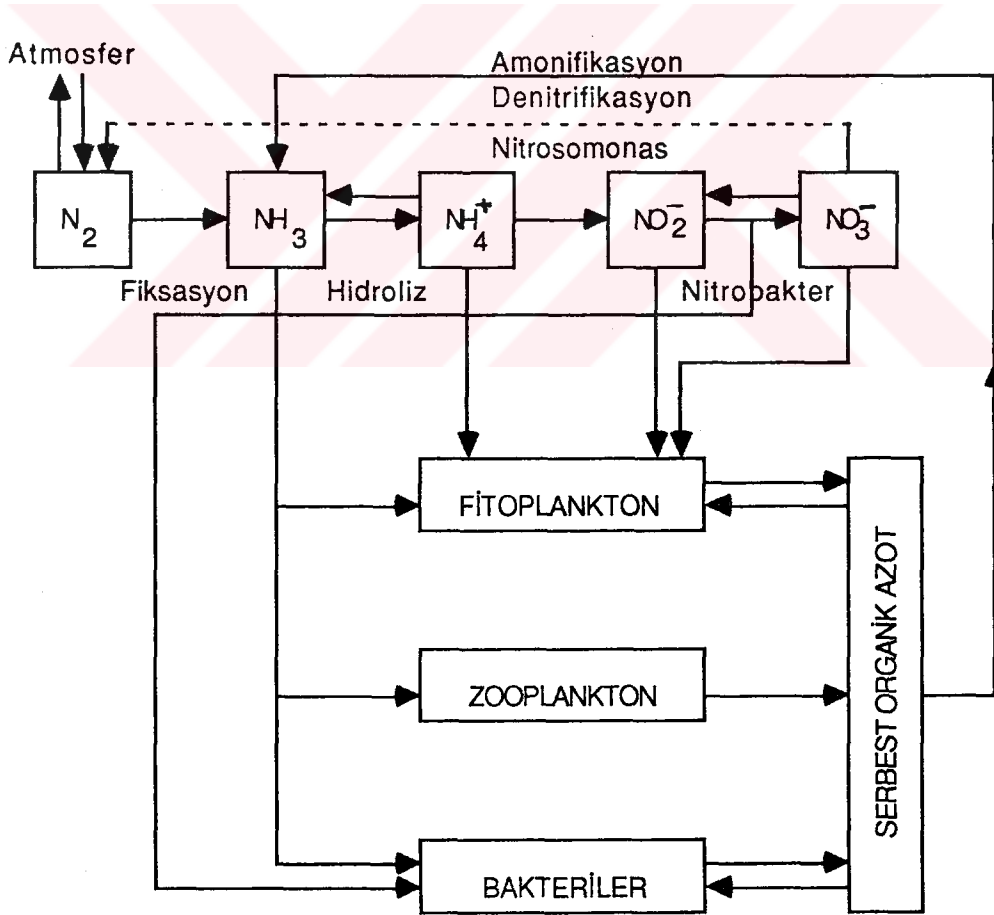 Atmosfer
Amonifikasyon
Denitrifikasyon
Nitrosomonas
N2
NH3
NH4+
NO2-
NO3-
Fiksasyon
Hidroliz
Nitrobakter
FİTOPLANKTON
ZOOPLANKTON
BAKTERİLER
SERBEST ORGANİK AZOT